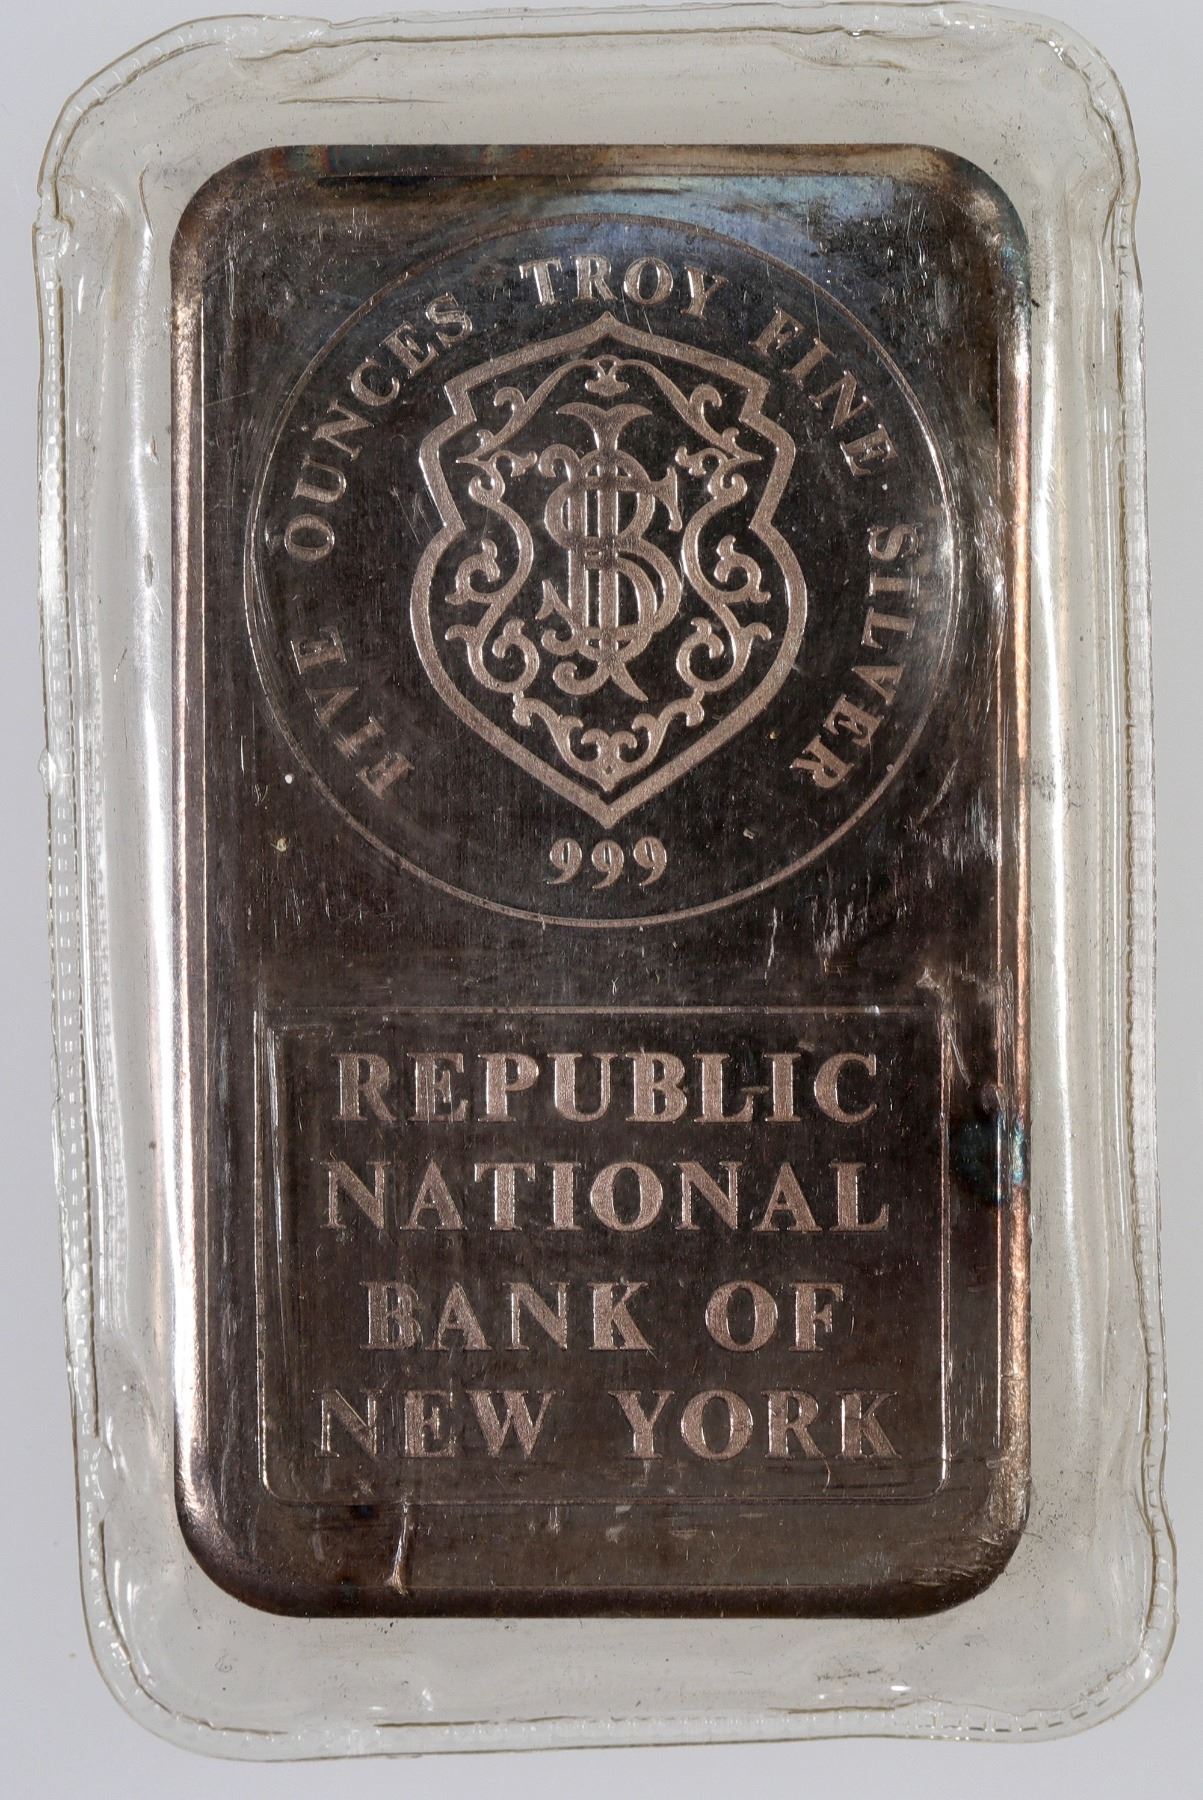 FIVE OUNCES TROY FINE SILVER
999
REPUBLIC
NATIONAL
BANK OF
NEW YORK